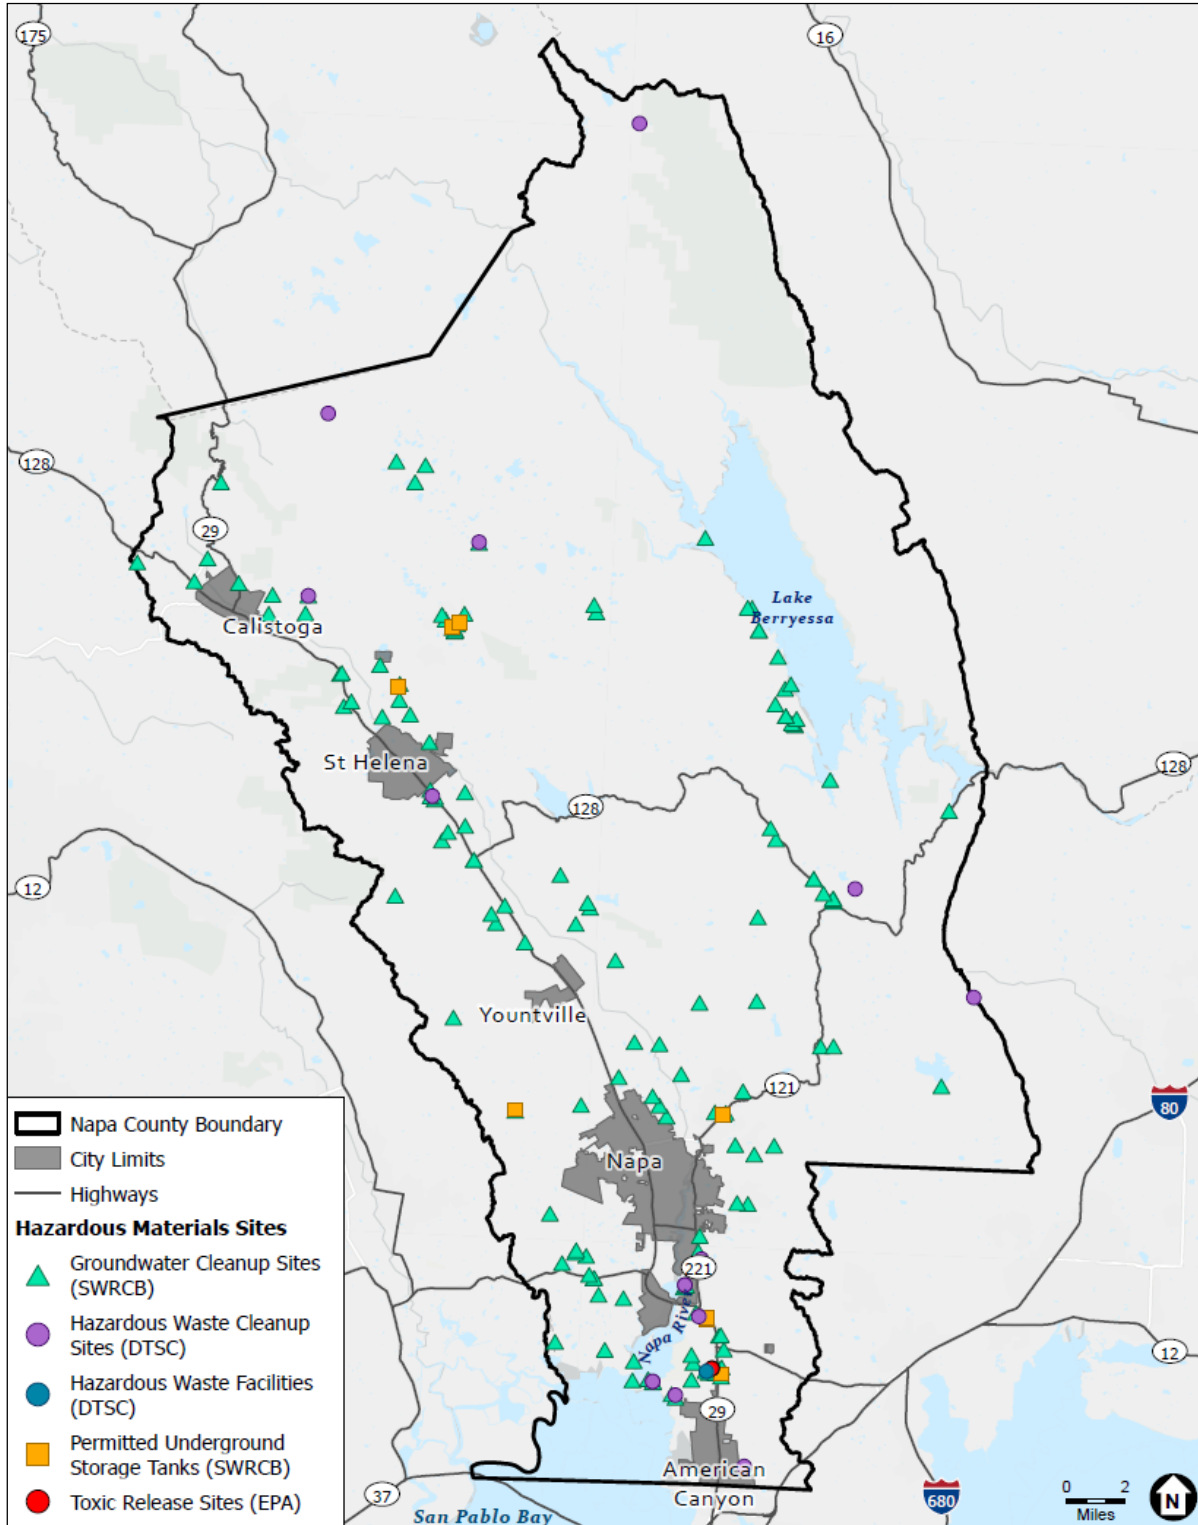 175
16
128
29
Lake
Berryessa
Calistoga
St Helena
128
128
12
Yountville
121
80
Napa
221
Napa River
12
29
American
Canyon
37
San Pablo Bay
680
0 2
Miles
N
Napa County Boundary
City Limits
Highways
Hazardous Materials Sites
Groundwater Cleanup Sites
(SWRCB)
Hazardous Waste Cleanup
Sites (DTSC)
Hazardous Waste Facilities
(DTSC)
Permitted Underground
Storage Tanks (SWRCB)
Toxic Release Sites (EPA)